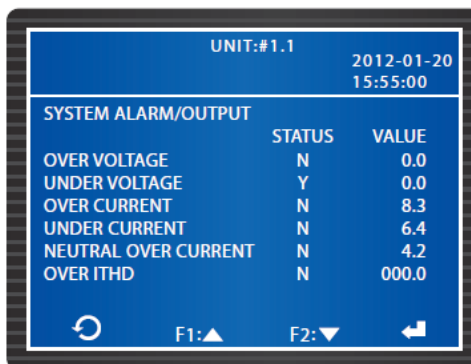 UNIT:#1.1
2012-01-20
15:55:00
SYSTEM ALARM/OUTPUT
STATUS VALUE
OVER VOLTAGE N 0.0
UNDER VOLTAGE Y 0.0
OVER CURRENT N 8.3
UNDER CURRENT N 6.4
NEUTRAL OVER CURRENT N 4.2
OVER ITHD N 000.0
F1:▲ F2:▼